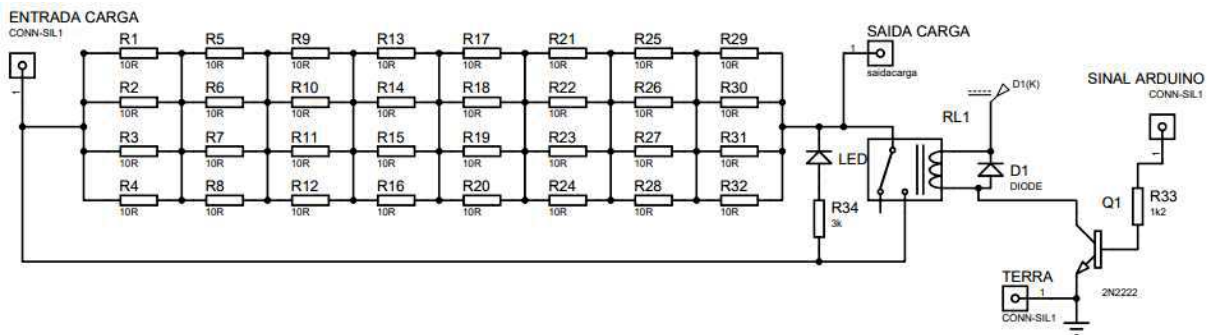 ENTRADA CARGA
CONN-SIL1
1
R1 R5 R9 R13 R17 R21 R25 R29
10R 10R 10R 10R 10R 10R 10R 10R
R2 R6 R10 R14 R18 R22 R26 R30
10R 10R 10R 10R 10R 10R 10R 10R
R3 R7 R11 R15 R19 R23 R27 R31
10R 10R 10R 10R 10R 10R 10R 10R
R4 R8 R12 R16 R20 R24 R28 R32
10R 10R 10R 10R 10R 10R 10R 10R
SAIDA CARGA
1
saidacarga
LED
R34
3k
RL1
D1(K)
D1
DIODE
SINAL ARDUINO
CONN-SIL1
1
R33
1k2
Q1
2N2222
TERRA
1
CONN-SIL1